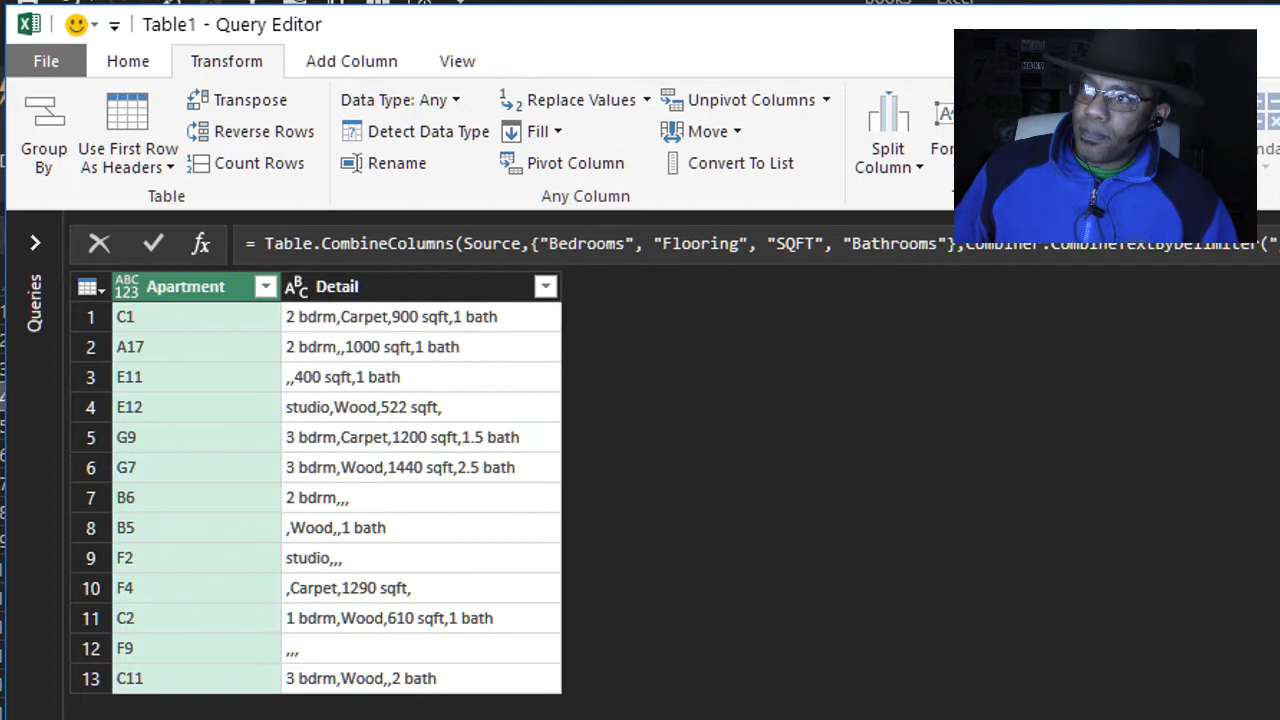 Table1 - Query Editor
File Home Transform Add Column View
Group By
Use First Row As Headers
Transpose
Reverse Rows
Count Rows
Table
Data Type: Any
Detect Data Type
Rename
Replace Values
Fill
Pivot Column
Unpivot Columns
Move
Convert To List
Any Column
Split Column
Queries
fx = Table.CombineColumns(Source,{"Bedrooms", "Flooring", "SQFT", "Bathrooms"},Combiner.CombineTextByDelimiter("
ABC 123 Apartment ABC Detail
1 C1 2 bdrm,Carpet,900 sqft,1 bath
2 A17 2 bdrm,,1000 sqft,1 bath
3 E11 ,,400 sqft,1 bath
4 E12 studio,Wood,522 sqft,
5 G9 3 bdrm,Carpet,1200 sqft,1.5 bath
6 G7 3 bdrm,Wood,1440 sqft,2.5 bath
7 B6 2 bdrm,,,
8 B5 ,Wood,,1 bath
9 F2 studio,,,
10 F4 ,Carpet,1290 sqft,
11 C2 1 bdrm,Wood,610 sqft,1 bath
12 F9 ,,,
13 C11 3 bdrm,Wood,,2 bath